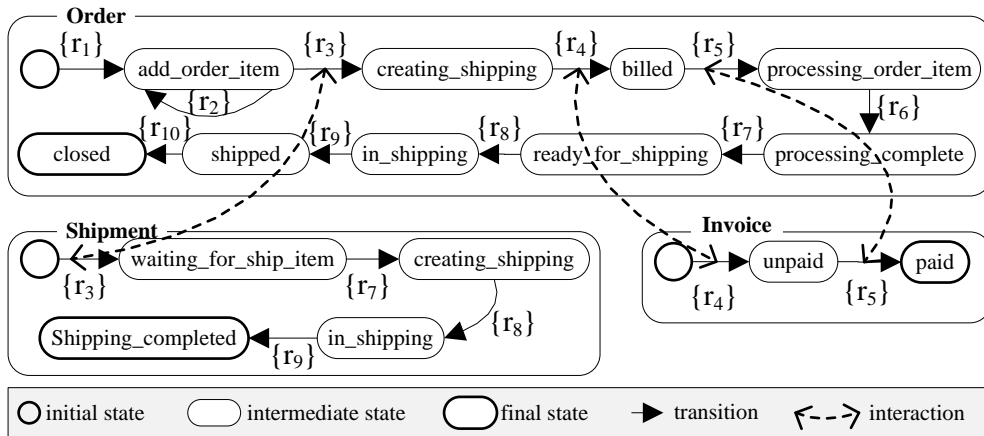 Order
{r1} {r3} {r4} {r5}
add_order_item creating_shipping billed processing_order_item
{r2} {r6}
{r10} {r9} {r8} {r7}
closed shipped in_shipping ready_for_shipping processing_complete
Shipment
waiting_for_ship_item creating_shipping
{r3} {r7}
{r8}
Shipping_completed in_shipping
{r9}
Invoice
unpaid paid
{r4} {r5}
initial state intermediate state final state transition interaction